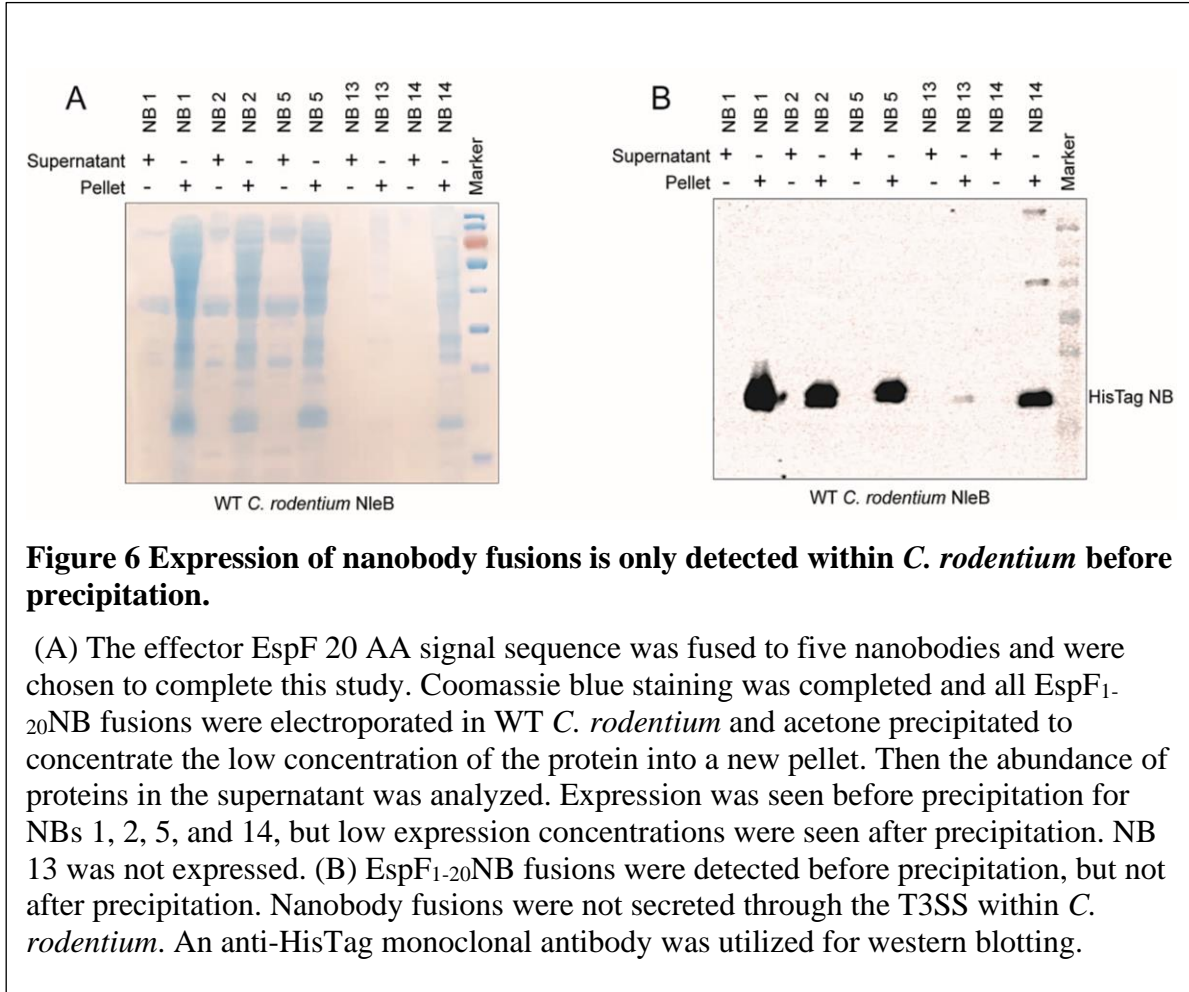 A
NB 1 NB 1 NB 2 NB 2 NB 5 NB 5 NB 13 NB 13 NB 14 NB 14 Marker
Supernatant + - + - + - + - + -
Pellet - + - + - + - + - +
WT C. rodentium NleB
B
NB 1 NB 1 NB 2 NB 2 NB 5 NB 5 NB 13 NB 13 NB 14 NB 14 Marker
Supernatant + - + - + - + - + -
Pellet - + - + - + - + - +
HisTag NB
WT C. rodentium NleB
Figure 6 Expression of nanobody fusions is only detected within C. rodentium before
precipitation.
(A) The effector EspF 20 AA signal sequence was fused to five nanobodies and were
chosen to complete this study. Coomassie blue staining was completed and all EspF1-
20NB fusions were electroporated in WT C. rodentium and acetone precipitated to
concentrate the low concentration of the protein into a new pellet. Then the abundance of
proteins in the supernatant was analyzed. Expression was seen before precipitation for
NBs 1, 2, 5, and 14, but low expression concentrations were seen after precipitation. NB
13 was not expressed. (B) EspF1-20NB fusions were detected before precipitation, but not
after precipitation. Nanobody fusions were not secreted through the T3SS within C.
rodentium. An anti-HisTag monoclonal antibody was utilized for western blotting.